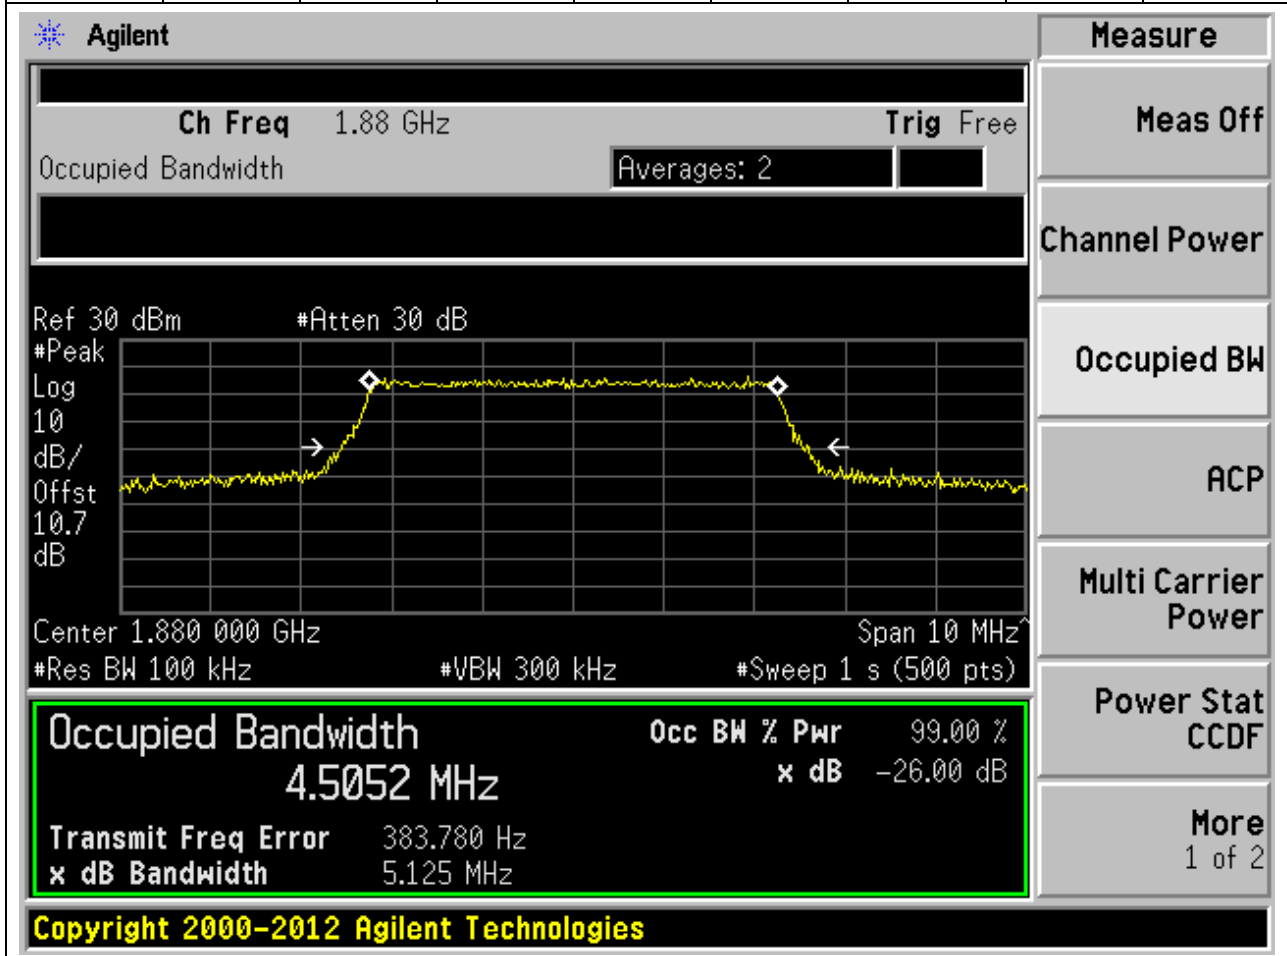 Agilent
Measure
Ch Freq 1.88 GHz Trig Free
Occupied Bandwidth Averages: 2
Meas Off
Channel Power
Occupied BW
ACP
Multi Carrier
Power
Power Stat
CCDF
More
1 of 2
Ref 30 dBm #Atten 30 dB
#Peak
Log
10
dB/
Offst
10.7
dB
Center 1.880 000 GHz Span 10 MHz^
#Res BW 100 kHz #VBW 300 kHz #Sweep 1 s (500 pts)
Occupied Bandwidth Occ BW % Pwr 99.00 %
4.5052 MHz x dB -26.00 dB
Transmit Freq Error 383.780 Hz
x dB Bandwidth 5.125 MHz
Copyright 2000-2012 Agilent Technologies